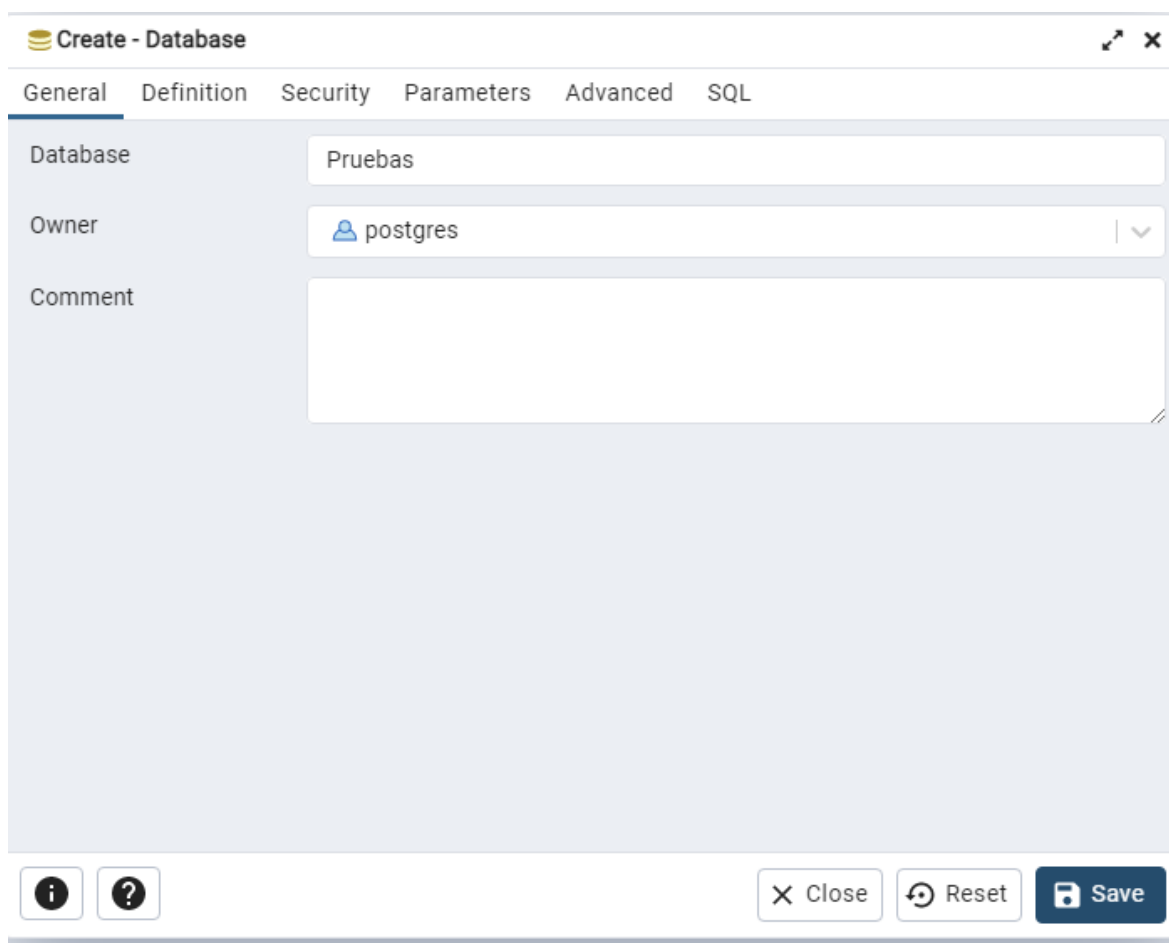 Create - Database
General Definition Security Parameters Advanced SQL
Database Pruebas
Owner postgres
Comment
Close Reset Save